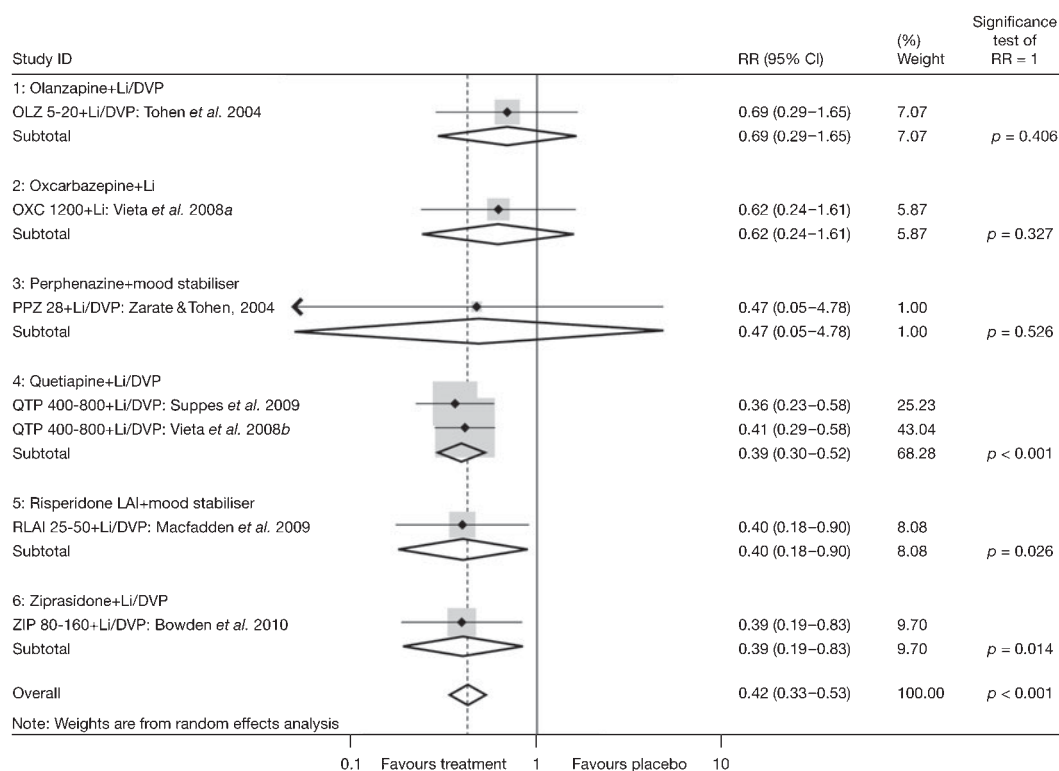 Study ID RR (95% CI) (%) Weight Significance test of RR = 1
1: Olanzapine+Li/DVP
OLZ 5-20+Li/DVP: Tohen et al. 2004 0.69 (0.29–1.65) 7.07
Subtotal 0.69 (0.29–1.65) 7.07 p = 0.406
2: Oxcarbazepine+Li
OXC 1200+Li: Vieta et al. 2008a 0.62 (0.24–1.61) 5.87
Subtotal 0.62 (0.24–1.61) 5.87 p = 0.327
3: Perphenazine+mood stabiliser
PPZ 28+Li/DVP: Zarate & Tohen, 2004 0.47 (0.05–4.78) 1.00
Subtotal 0.47 (0.05–4.78) 1.00 p = 0.526
4: Quetiapine+Li/DVP
QTP 400-800+Li/DVP: Suppes et al. 2009 0.36 (0.23–0.58) 25.23
QTP 400-800+Li/DVP: Vieta et al. 2008b 0.41 (0.29–0.58) 43.04
Subtotal 0.39 (0.30–0.52) 68.28 p < 0.001
5: Risperidone LAI+mood stabiliser
RLAI 25-50+Li/DVP: Macfadden et al. 2009 0.40 (0.18–0.90) 8.08
Subtotal 0.40 (0.18–0.90) 8.08 p = 0.026
6: Ziprasidone+Li/DVP
ZIP 80-160+Li/DVP: Bowden et al. 2010 0.39 (0.19–0.83) 9.70
Subtotal 0.39 (0.19–0.83) 9.70 p = 0.014
Overall 0.42 (0.33–0.53) 100.00 p < 0.001
Note: Weights are from random effects analysis
0.1 Favours treatment 1 Favours placebo 10